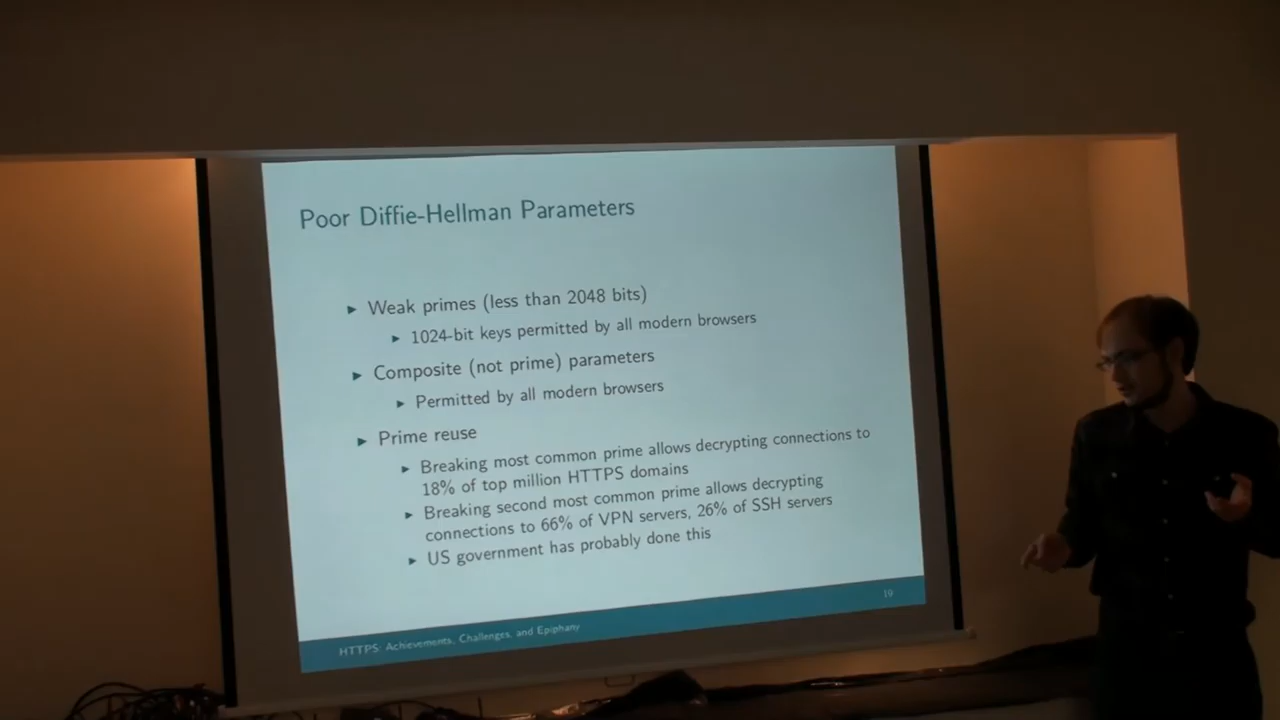 Poor Diffie-Hellman Parameters
► Weak primes (less than 2048 bits)
► 1024-bit keys permitted by all modern browsers
► Composite (not prime) parameters
► Permitted by all modern browsers
► Prime reuse
► Breaking most common prime allows decrypting connections to
18% of top million HTTPS domains
► Breaking second most common prime allows decrypting
connections to 66% of VPN servers, 26% of SSH servers
► US government has probably done this
19
HTTPS: Achievements, Challenges, and Epiphany